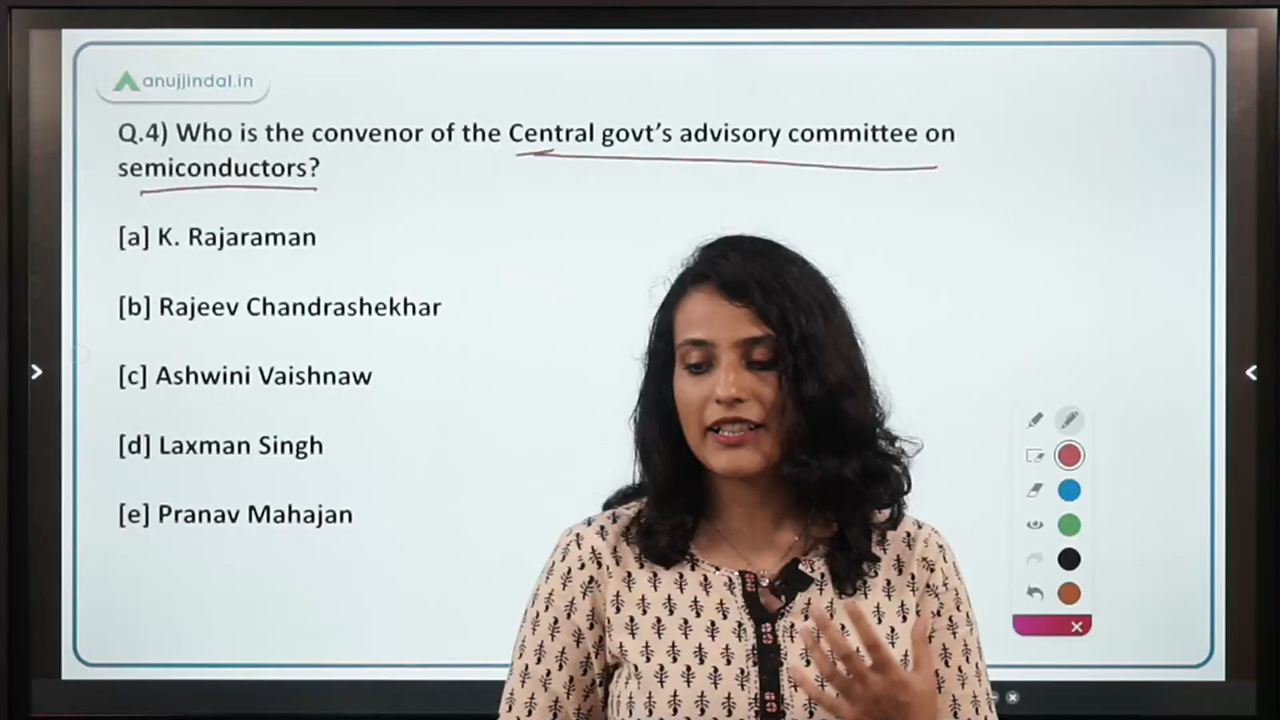 anujjindal.in
Q.4) Who is the convenor of the Central govt's advisory committee on
semiconductors?
[a] K. Rajaraman
[b] Rajeev Chandrashekhar
[c] Ashwini Vaishnaw
[d] Laxman Singh
[e] Pranav Mahajan